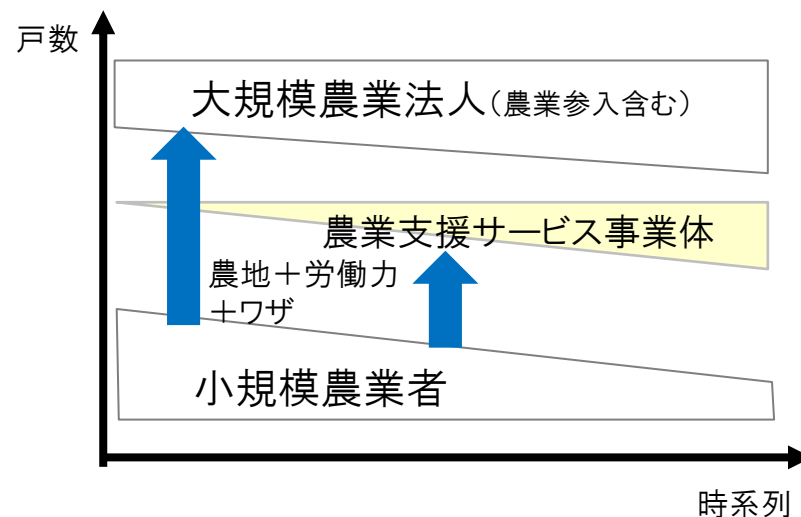 戸数
大規模農業法人（農業参入含む）
農業支援サービス事業体
農地＋労働力
＋ワザ
小規模農業者
時系列